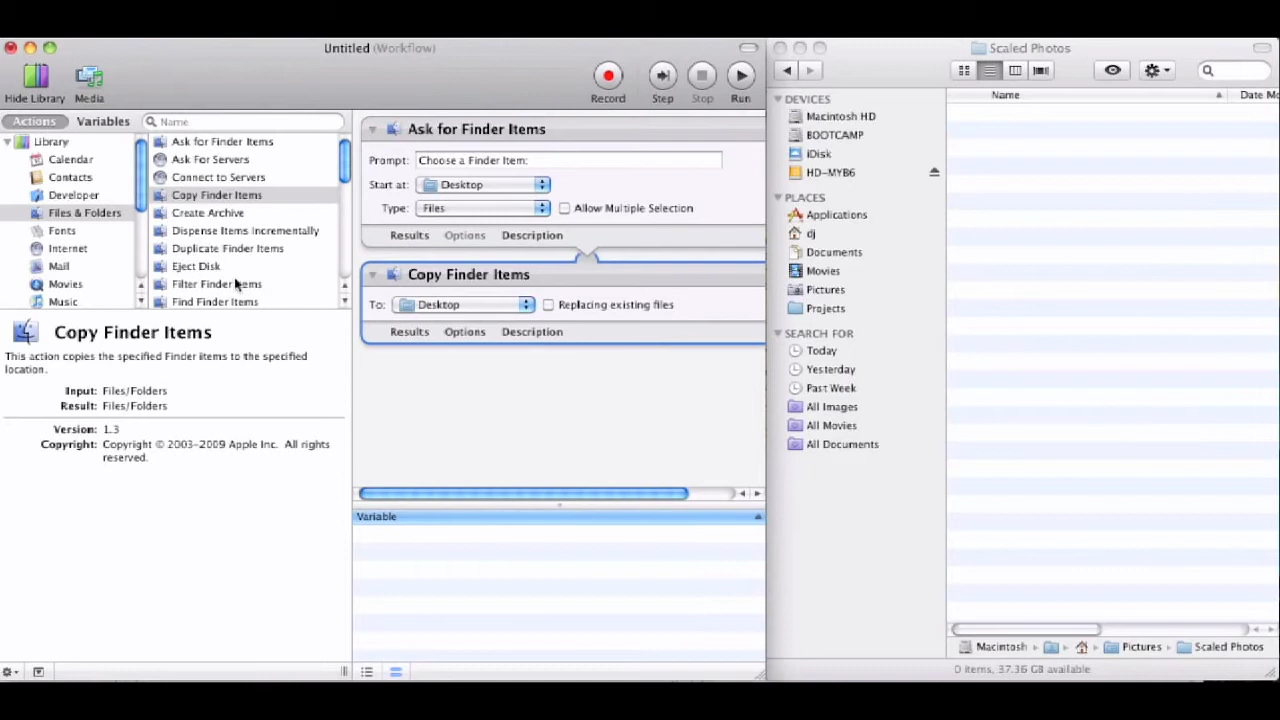 Untitled (Workflow)
Hide Library
Media
Record
Step
Stop
Run
Actions
Variables
Name
Library
Calendar
Contacts
Developer
Files & Folders
Fonts
Internet
Mail
Movies
Music
Ask for Finder Items
Ask For Servers
Connect to Servers
Copy Finder Items
Create Archive
Dispense Items Incrementally
Duplicate Finder Items
Eject Disk
Filter Finder Items
Find Finder Items
Copy Finder Items
This action copies the specified Finder items to the specified
location.
Input: Files/Folders
Result: Files/Folders
Version: 1.3
Copyright: Copyright © 2003-2009 Apple Inc. All rights
reserved.
Ask for Finder Items
Prompt: Choose a Finder Item:
Start at: Desktop
Type: Files Allow Multiple Selection
Results Options Description
Copy Finder Items
To: Desktop Replacing existing files
Results Options Description
Variable
Scaled Photos
DEVICES
Macintosh HD
BOOTCAMP
iDisk
HD-MYB6
PLACES
Applications
dj
Documents
Movies
Pictures
Projects
SEARCH FOR
Today
Yesterday
Past Week
All Images
All Movies
All Documents
Name Date Mo
Macintosh Pictures Scaled Photos
0 items, 37.36 GB available